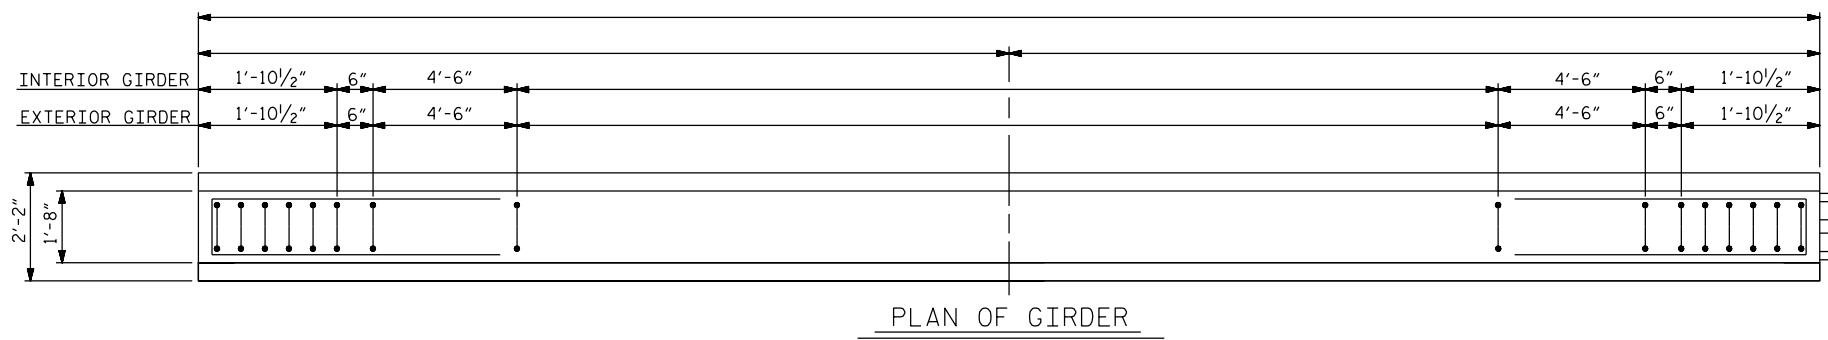 INTERIOR GIRDER 1'-10½" 6" 4'-6" 4'-6" 6" 1'-10½"
EXTERIOR GIRDER 1'-10½" 6" 4'-6" 4'-6" 6" 1'-10½"
2'-2"
1'-8"
PLAN OF GIRDER